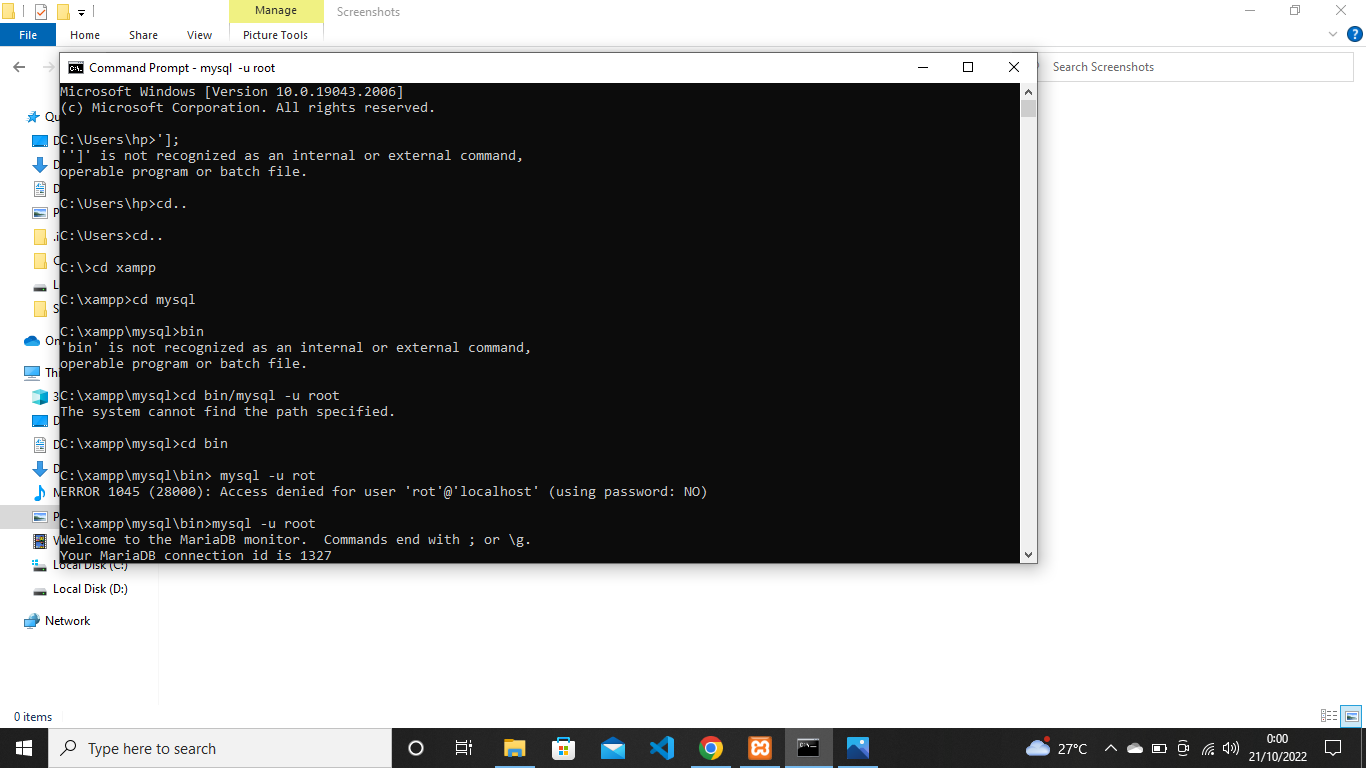 Manage
Screenshots
File
Home
Share
View
Picture Tools
Command Prompt - mysql  -u root
Search Screenshots
Microsoft Windows [Version 10.0.19043.2006]
(c) Microsoft Corporation. All rights reserved.
C:\Users\hp>'];
'']' is not recognized as an internal or external command,
operable program or batch file.
C:\Users\hp>cd..
C:\Users>cd..
C:\>cd xampp
C:\xampp>cd mysql
C:\xampp\mysql>bin
'bin' is not recognized as an internal or external command,
operable program or batch file.
C:\xampp\mysql>cd bin/mysql -u root
The system cannot find the path specified.
C:\xampp\mysql>cd bin
C:\xampp\mysql\bin> mysql -u rot
ERROR 1045 (28000): Access denied for user 'rot'@'localhost' (using password: NO)
C:\xampp\mysql\bin>mysql -u root
Welcome to the MariaDB monitor.  Commands end with ; or \g.
Your MariaDB connection id is 1327
Local Disk (C:)
Local Disk (D:)
Network
0 items
Type here to search
27°C
0:00
21/10/2022